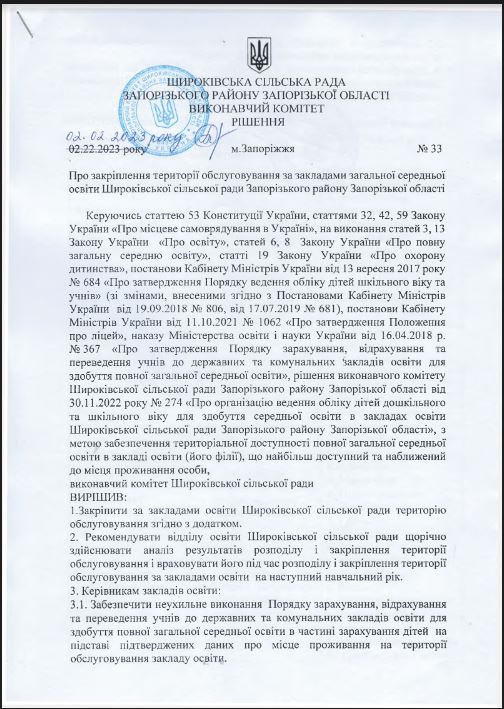 ШИРОКІВСЬКА СІЛЬСЬКА РАДА
ЗАПОРІЗЬКОГО РАЙОНУ ЗАПОРІЗЬКОЇ ОБЛАСТІ
ВИКОНАВЧИЙ КОМІТЕТ
РІШЕННЯ
02.02.2023 року
02.22.2023 року м.Запоріжжя № 33
Про закріплення території обслуговування за закладами загальної середньої
освіти Широківської сільської ради Запорізького району Запорізької області
Керуючись статтею 53 Конституції України, статтями 32, 42, 59 Закону
України «Про місцеве самоврядування в Україні», на виконання статей 3, 13
Закону України «Про освіту», статей 6, 8 Закону України «Про повну
загальну середню освіту», статті 19 Закону України «Про охорону
дитинства», постанови Кабінету Міністрів України від 13 вересня 2017 року
№ 684 «Про затвердження Порядку ведення обліку дітей шкільного віку та
учнів» (зі змінами, внесеними згідно з Постановами Кабінету Міністрів
України від 19.09.2018 № 806, від 17.07.2019 № 681), постанови Кабінету
Міністрів України від 11.10.2021 № 1062 «Про затвердження Положення
про ліцей», наказу Міністерства освіти і науки України від 16.04.2018 р.
№ 367 «Про затвердження Порядку зарахування, відрахування та
переведення учнів до державних та комунальних закладів освіти для
здобуття повної загальної середньої освіти», рішення виконавчого комітету
Широківської сільської ради Запорізького району Запорізької області від
30.11.2022 року № 274 «Про організацію ведення обліку дітей дошкільного
та шкільного віку для здобуття середньої освіти в закладах освіти
Широківської сільської ради Запорізького району Запорізької області», з
метою забезпечення територіальної доступності повної загальної середньої
освіти в закладі освіти (його філії), що найбільш доступний та наближений
до місця проживання особи,
виконавчий комітет Широківської сільської ради
ВИРІШИВ:
1.Закріпити за закладами освіти Широківської сільської ради територію
обслуговування згідно з додатком.
2. Рекомендувати відділу освіти Широківської сільської ради щорічно
здійснювати аналіз результатів розподілу і закріплення території
обслуговування і враховувати його під час розподілу і закріплення території
обслуговування за закладами освіти на наступний навчальний рік.
3. Керівникам закладів освіти:
3.1. Забезпечити неухильне виконання Порядку зарахування, відрахування
та переведення учнів до державних та комунальних закладів освіти для
здобуття повної загальної середньої освіти в частині зарахування дітей на
підставі підтверджених даних про місце проживання на території
обслуговування закладу освіти.